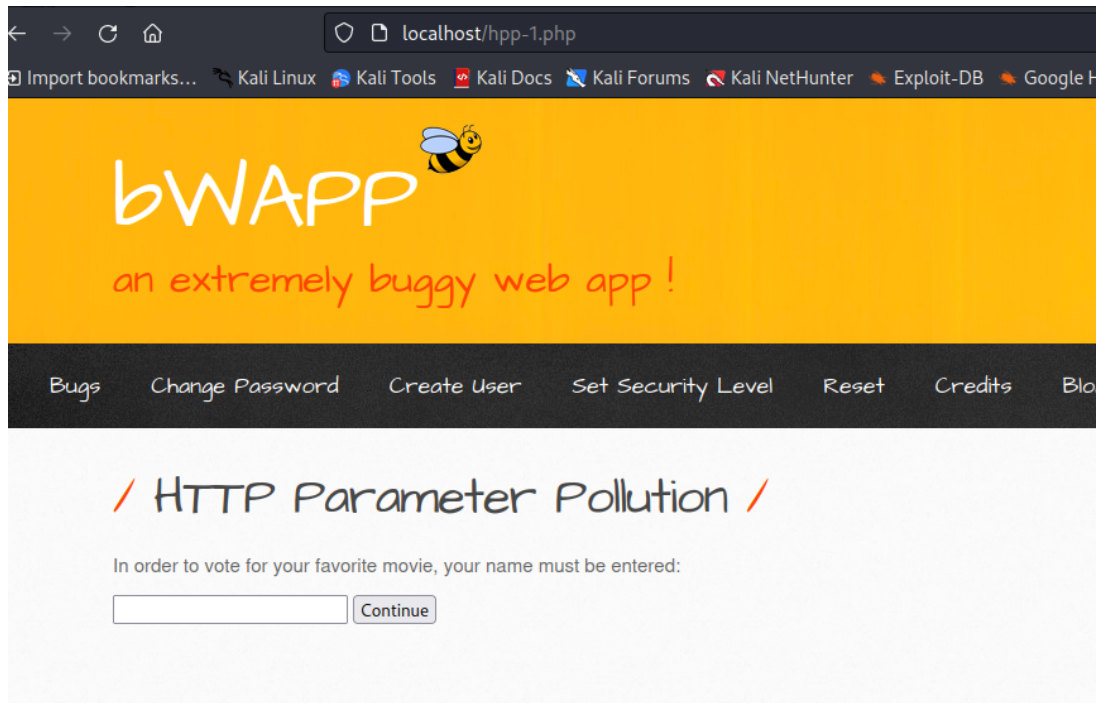 localhost/hpp-1.php
Import bookmarks... Kali Linux Kali Tools Kali Docs Kali Forums Kali NetHunter Exploit-DB Google H
bWAPP
an extremely buggy web app !
Bugs Change Password Create User Set Security Level Reset Credits Blo
/ HTTP Parameter Pollution /
In order to vote for your favorite movie, your name must be entered:
Continue